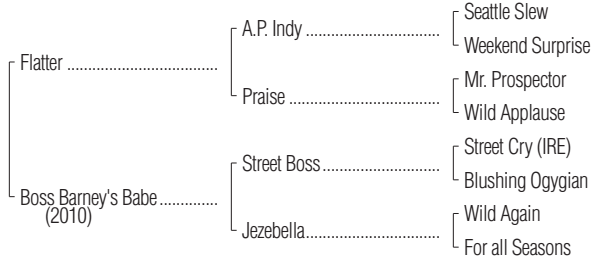 Seattle Slew
A.P. Indy
Weekend Surprise
Flatter
Mr. Prospector
Praise
Wild Applause
Street Cry (IRE)
Street Boss
Blushing Ogygian
Boss Barney's Babe
(2010)
Wild Again
Jezebella
For all Seasons